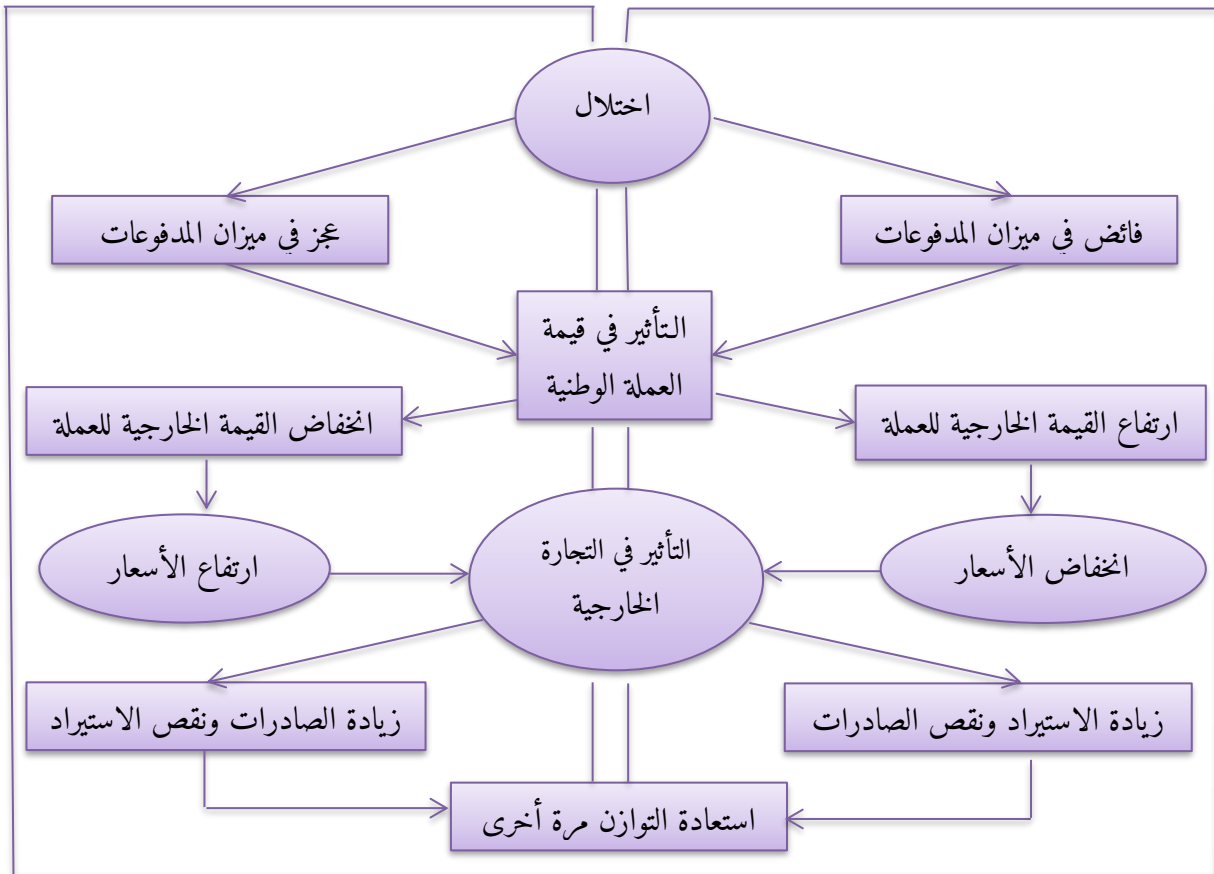 اختلال
فائض في ميزان المدفوعات
عجز في ميزان المدفوعات
التأثير في قيمة
العملة الوطنية
ارتفاع القيمة الخارجية للعملة
انخفاض القيمة الخارجية للعملة
انخفاض الأسعار
التأثير في التجارة
الخارجية
ارتفاع الأسعار
زيادة الاستيراد ونقص الصادرات
زيادة الصادرات ونقص الاستيراد
استعادة التوازن مرة أخرى